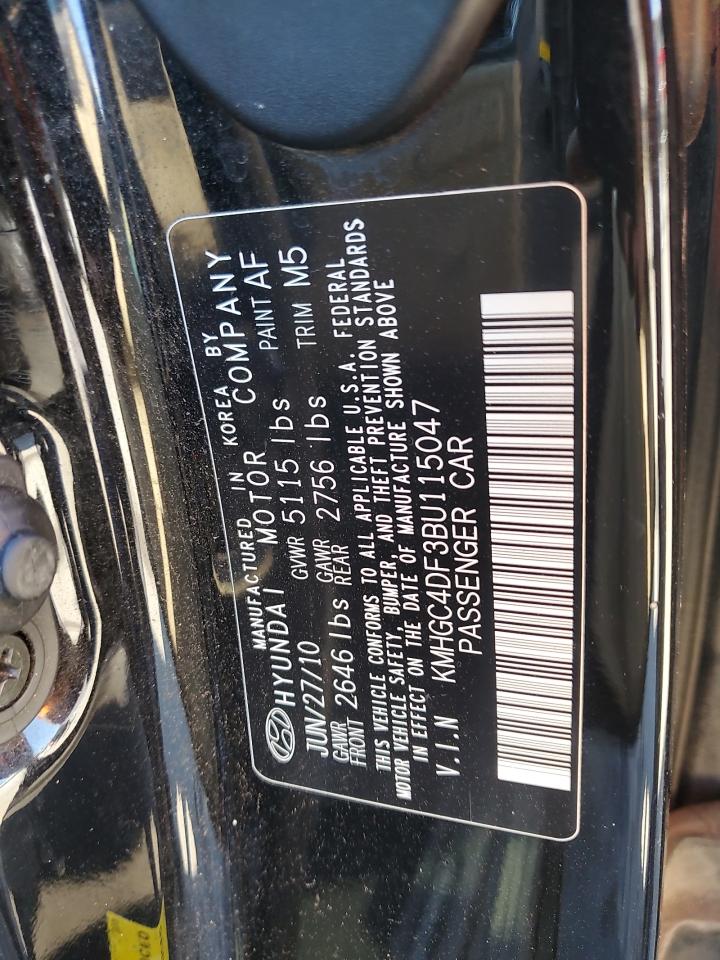 MANUFACTURED IN KOREA BY
HYUNDAI MOTOR COMPANY
JUN/27/10 GVWR 5115 lbs PAINT AF
GAWR FRONT 2646 lbs GAWR REAR 2756 lbs TRIM M5
THIS VEHICLE CONFORMS TO ALL APPLICABLE U.S.A. FEDERAL
MOTOR VEHICLE SAFETY, BUMPER, AND THEFT PREVENTION STANDARDS
IN EFFECT ON THE DATE OF MANUFACTURE SHOWN ABOVE
V.I.N KMHGC4DF3BU115047
PASSENGER CAR